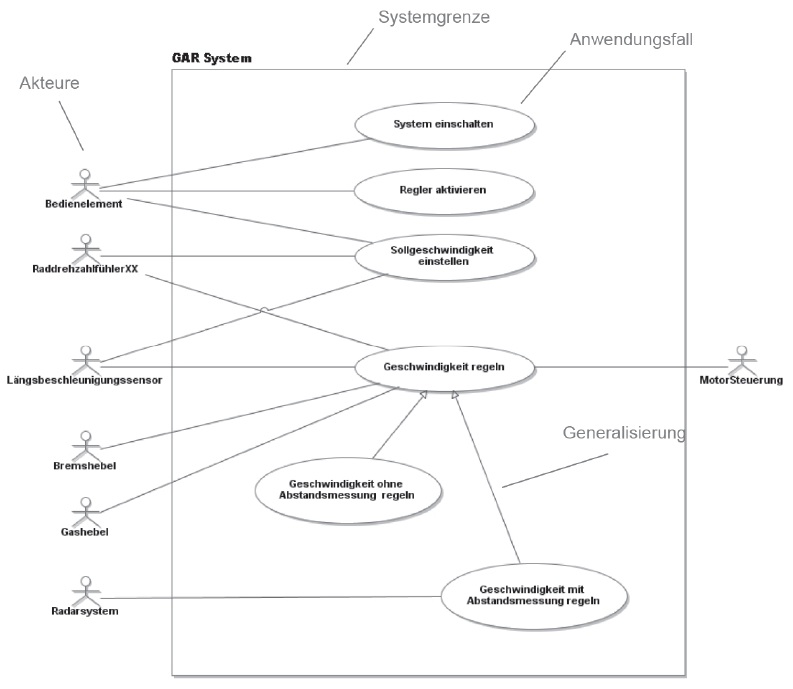 Systemgrenze
Anwendungsfall
GAR System
Akteure
System einschalten
Regler aktivieren
Bedienelement
Sollgeschwindigkeit
einstellen
RaddrehzahlfühlerXX
Geschwindigkeit regeln
Längsbeschleunigungssensor
MotorSteuerung
Generalisierung
Bremshebel
Geschwindigkeit ohne
Abstandsmessung regeln
Gashebel
Geschwindigkeit mit
Abstandsmessung regeln
Radarsystem